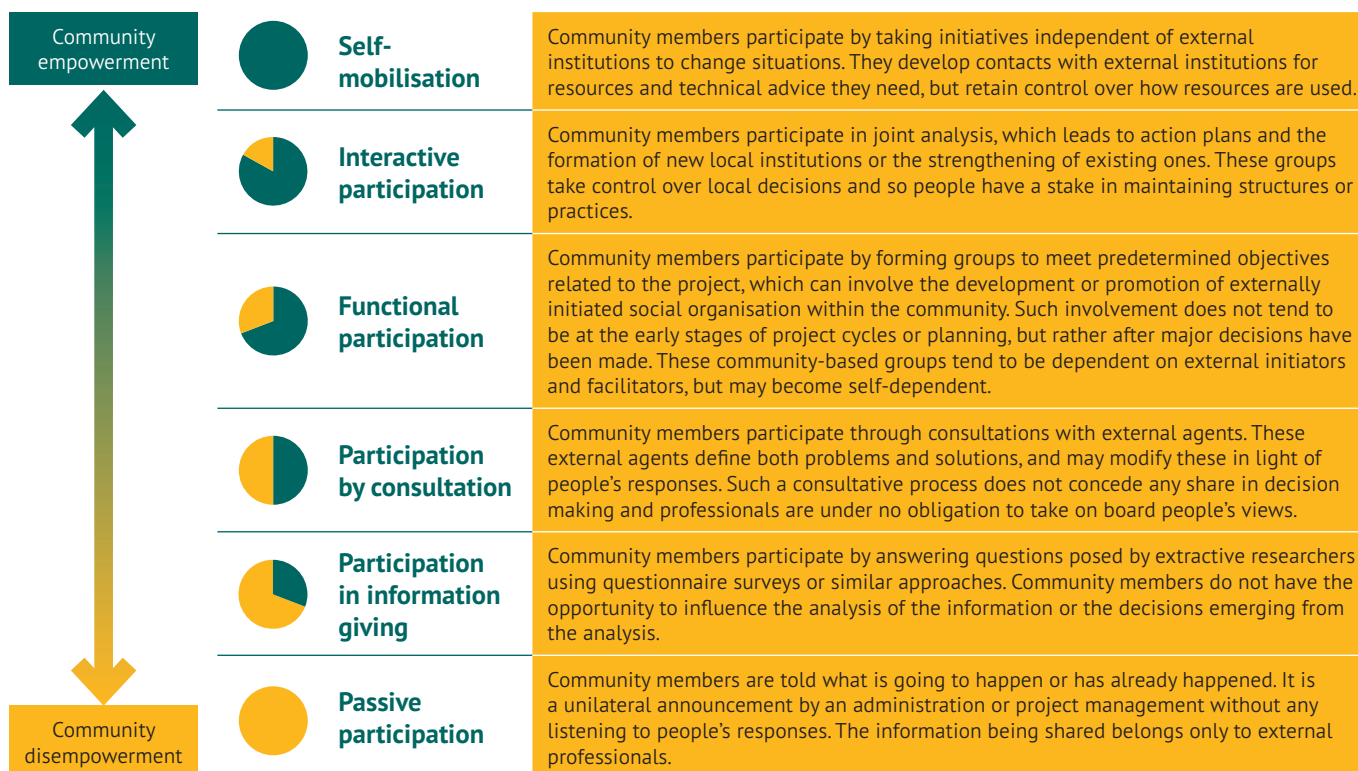 Community
empowerment
Self-
mobilisation
Community members participate by taking initiatives independent of external
institutions to change situations. They develop contacts with external institutions for
resources and technical advice they need, but retain control over how resources are used.
Interactive
participation
Community members participate in joint analysis, which leads to action plans and the
formation of new local institutions or the strengthening of existing ones. These groups
take control over local decisions and so people have a stake in maintaining structures or
practices.
Functional
participation
Community members participate by forming groups to meet predetermined objectives
related to the project, which can involve the development or promotion of externally
initiated social organisation within the community. Such involvement does not tend to
be at the early stages of project cycles or planning, but rather after major decisions have
been made. These community-based groups tend to be dependent on external initiators
and facilitators, but may become self-dependent.
Participation
by consultation
Community members participate through consultations with external agents. These
external agents define both problems and solutions, and may modify these in light of
people’s responses. Such a consultative process does not concede any share in decision
making and professionals are under no obligation to take on board people’s views.
Participation
in information
giving
Community members participate by answering questions posed by extractive researchers
using questionnaire surveys or similar approaches. Community members do not have the
opportunity to influence the analysis of the information or the decisions emerging from
the analysis.
Passive
participation
Community members are told what is going to happen or has already happened. It is
a unilateral announcement by an administration or project management without any
listening to people’s responses. The information being shared belongs only to external
professionals.
Community
disempowerment